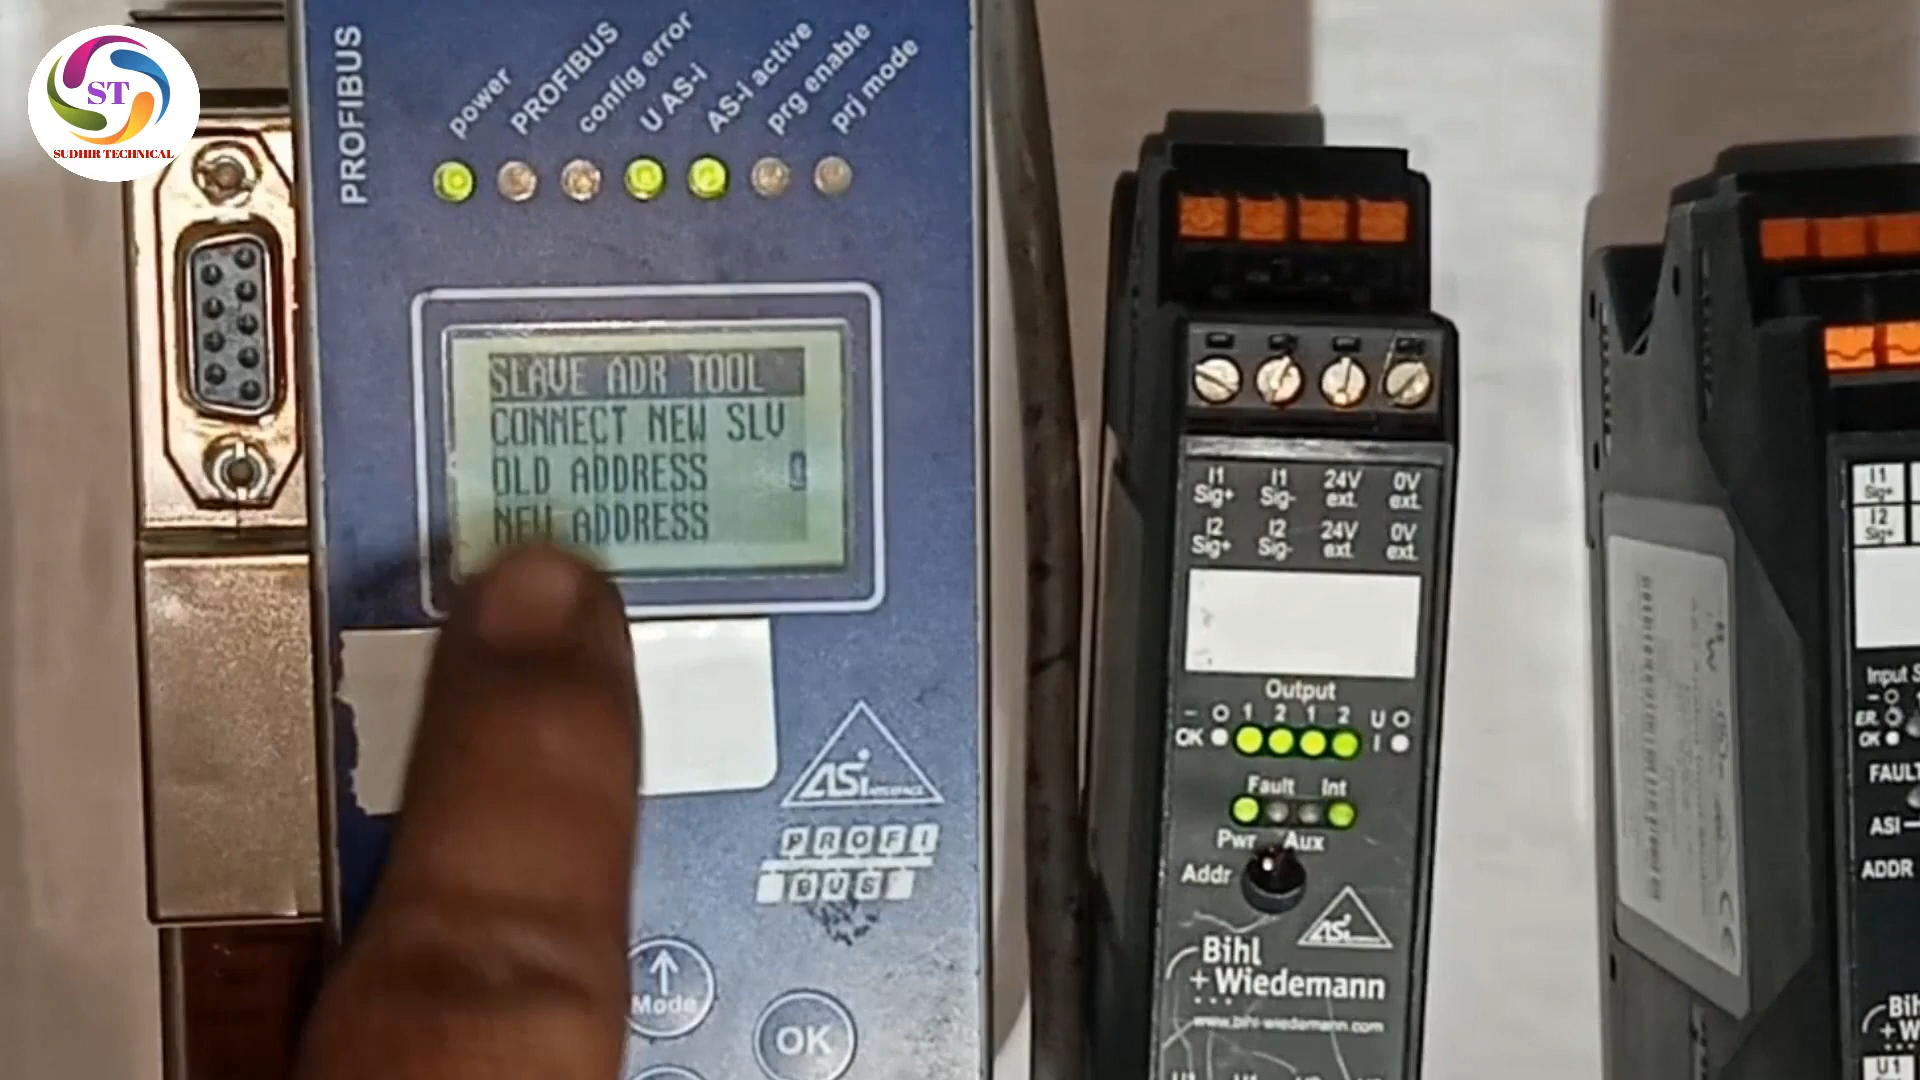 ST
SUDHIR TECHNICAL
PROFIBUS
power
PROFIBUS
config error
U AS-i
AS-i active
prg enable
prj mode
SLAVE ADR TOOL
CONNECT NEW SLV
OLD ADDRESS
NEW ADDRESS
ASi
INTERFACE
PROFI
BUS
Mode
OK
I1 I1 24V 0V
Sig+ Sig- ext. ext.
I2 I2 24V 0V
Sig+ Sig- ext. ext.
Output
1 2 1 2 U
OK I
Fault Int
Pwr Aux
Addr
ASi
Bihl
+Wiedemann
www.bihl-wiedemann.com
I1
Sig+
I2
Sig+
Input
ER.
OK
FAULT
ASI
ADDR
U1